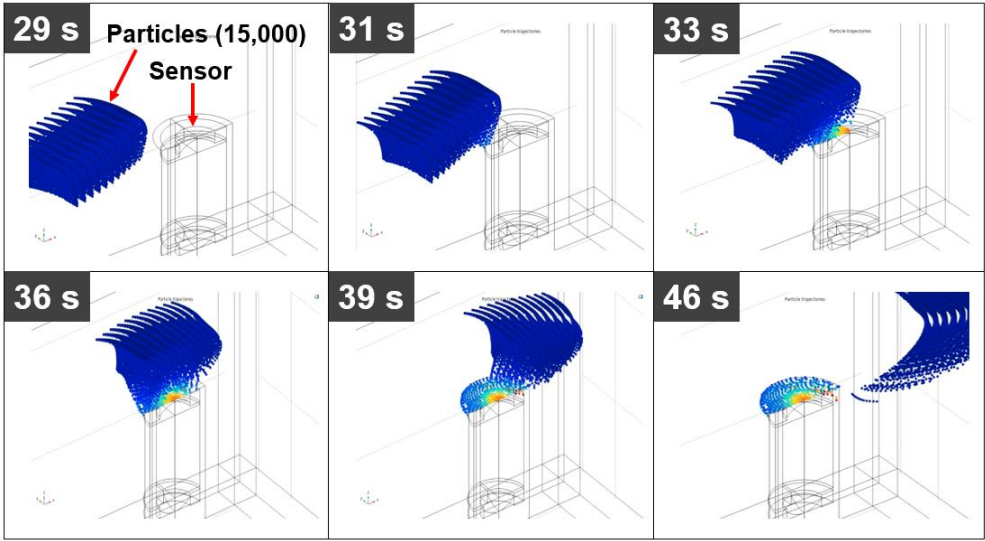 29 s
Particles (15,000)
Sensor
31 s
Particle trajectories
33 s
Particle trajectories
36 s
Particle trajectories
39 s
Particle trajectories
46 s
Particle trajectories